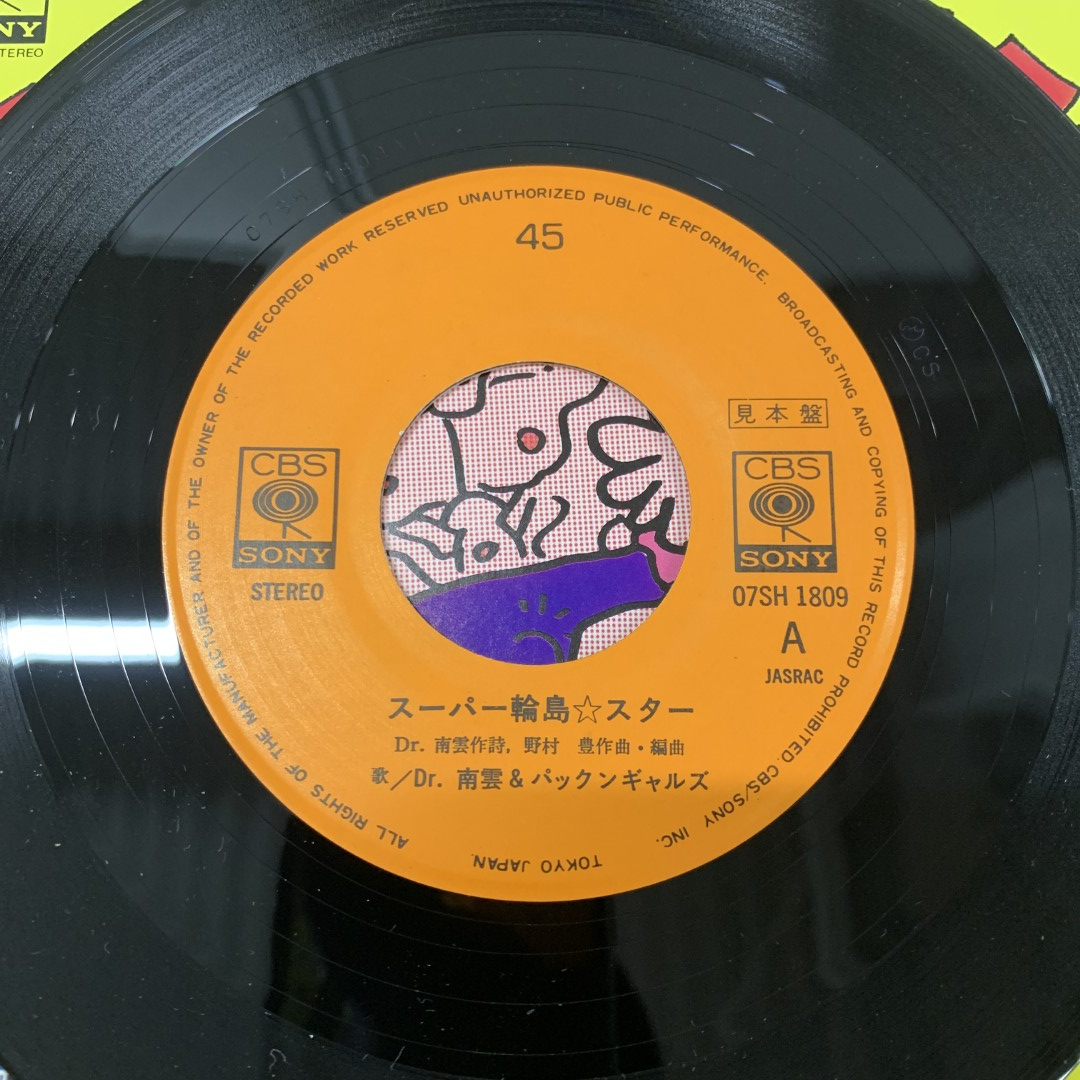 NY
TEREO
ALL RIGHTS OF THE MANUFACTURER AND OF THE OWNER OF THE RECORDED WORK RESERVED UNAUTHORIZED PUBLIC PERFORMANCE. BROADCASTING AND COPYING OF THIS RECORD PROHIBITED. CBS/SONY INC.
TOKYO JAPAN.
45
見本盤
CBS
SONY
STEREO
CBS
SONY
07SH 1809
A
JASRAC
スーパー輪島☆スター
Dr. 南雲作詩, 野村 豊作曲・編曲
歌／Dr. 南雲&パックンギャルズ